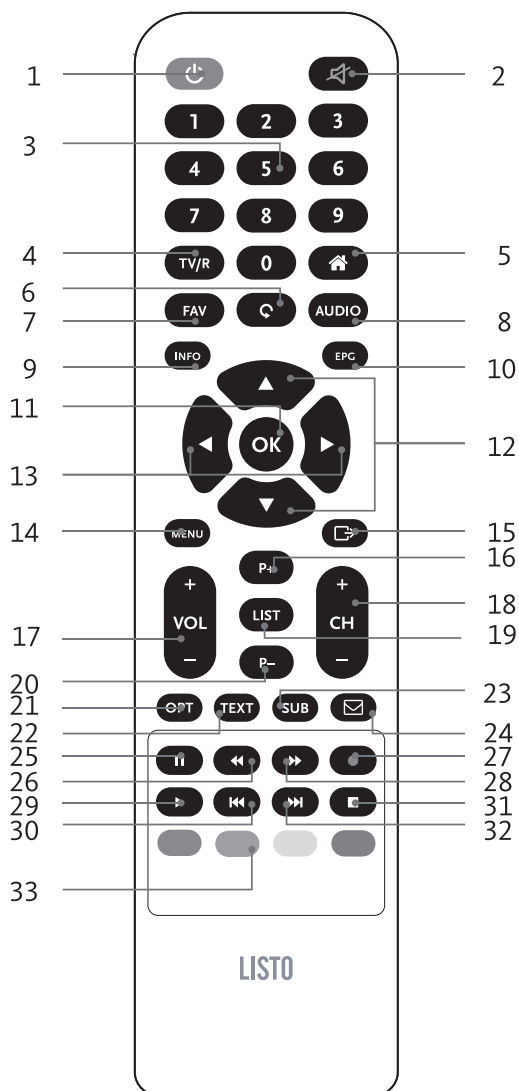 1 2
1 2 3
3
4 5 6
7 8 9
4 TV/R 0 5
6
7 FAV AUDIO 8
9 INFO EPG 10
11
OK 12
13
14 MENU 15
P+ 16
+ +
17 VOL LIST CH 18
19
- P- -
20
21 OPT TEXT SUB 23
22 24
25 27
26 28
29 31
30 32
33
LISTO